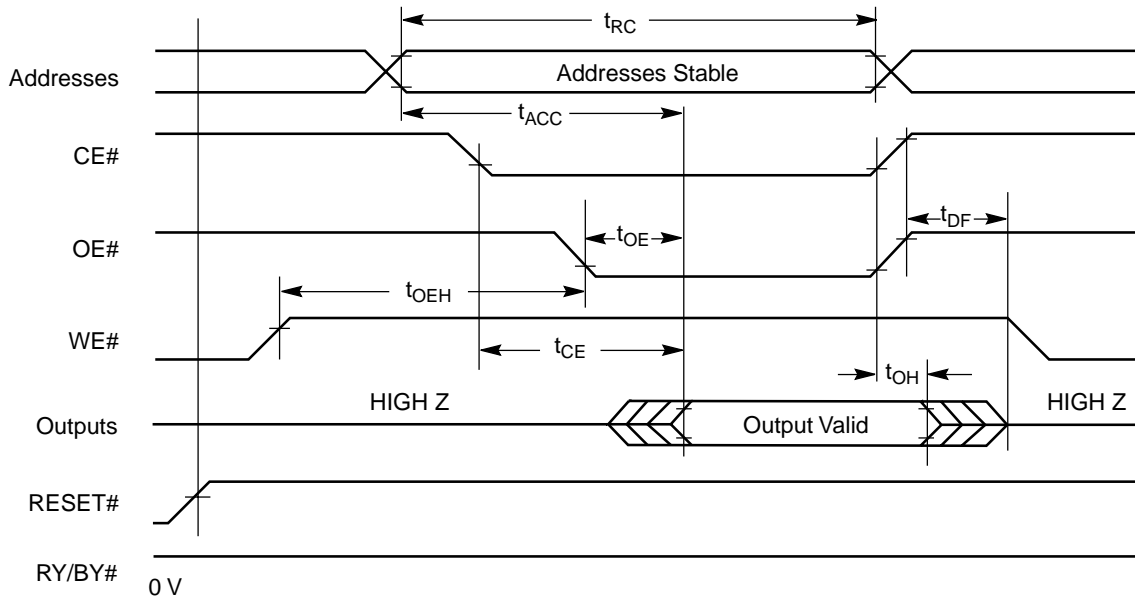 tRC
Addresses
Addresses Stable
tACC
CE#
tDF
OE#
tOE
tOEH
WE#
tCE
tOH
HIGH Z
HIGH Z
Outputs
Output Valid
RESET#
RY/BY#
0 V